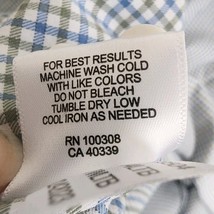 FOR BEST RESULTS
MACHINE WASH COLD
WITH LIKE COLORS
DO NOT BLEACH
TUMBLE DRY LOW
COOL IRON AS NEEDED
RN 100308
CA 40339